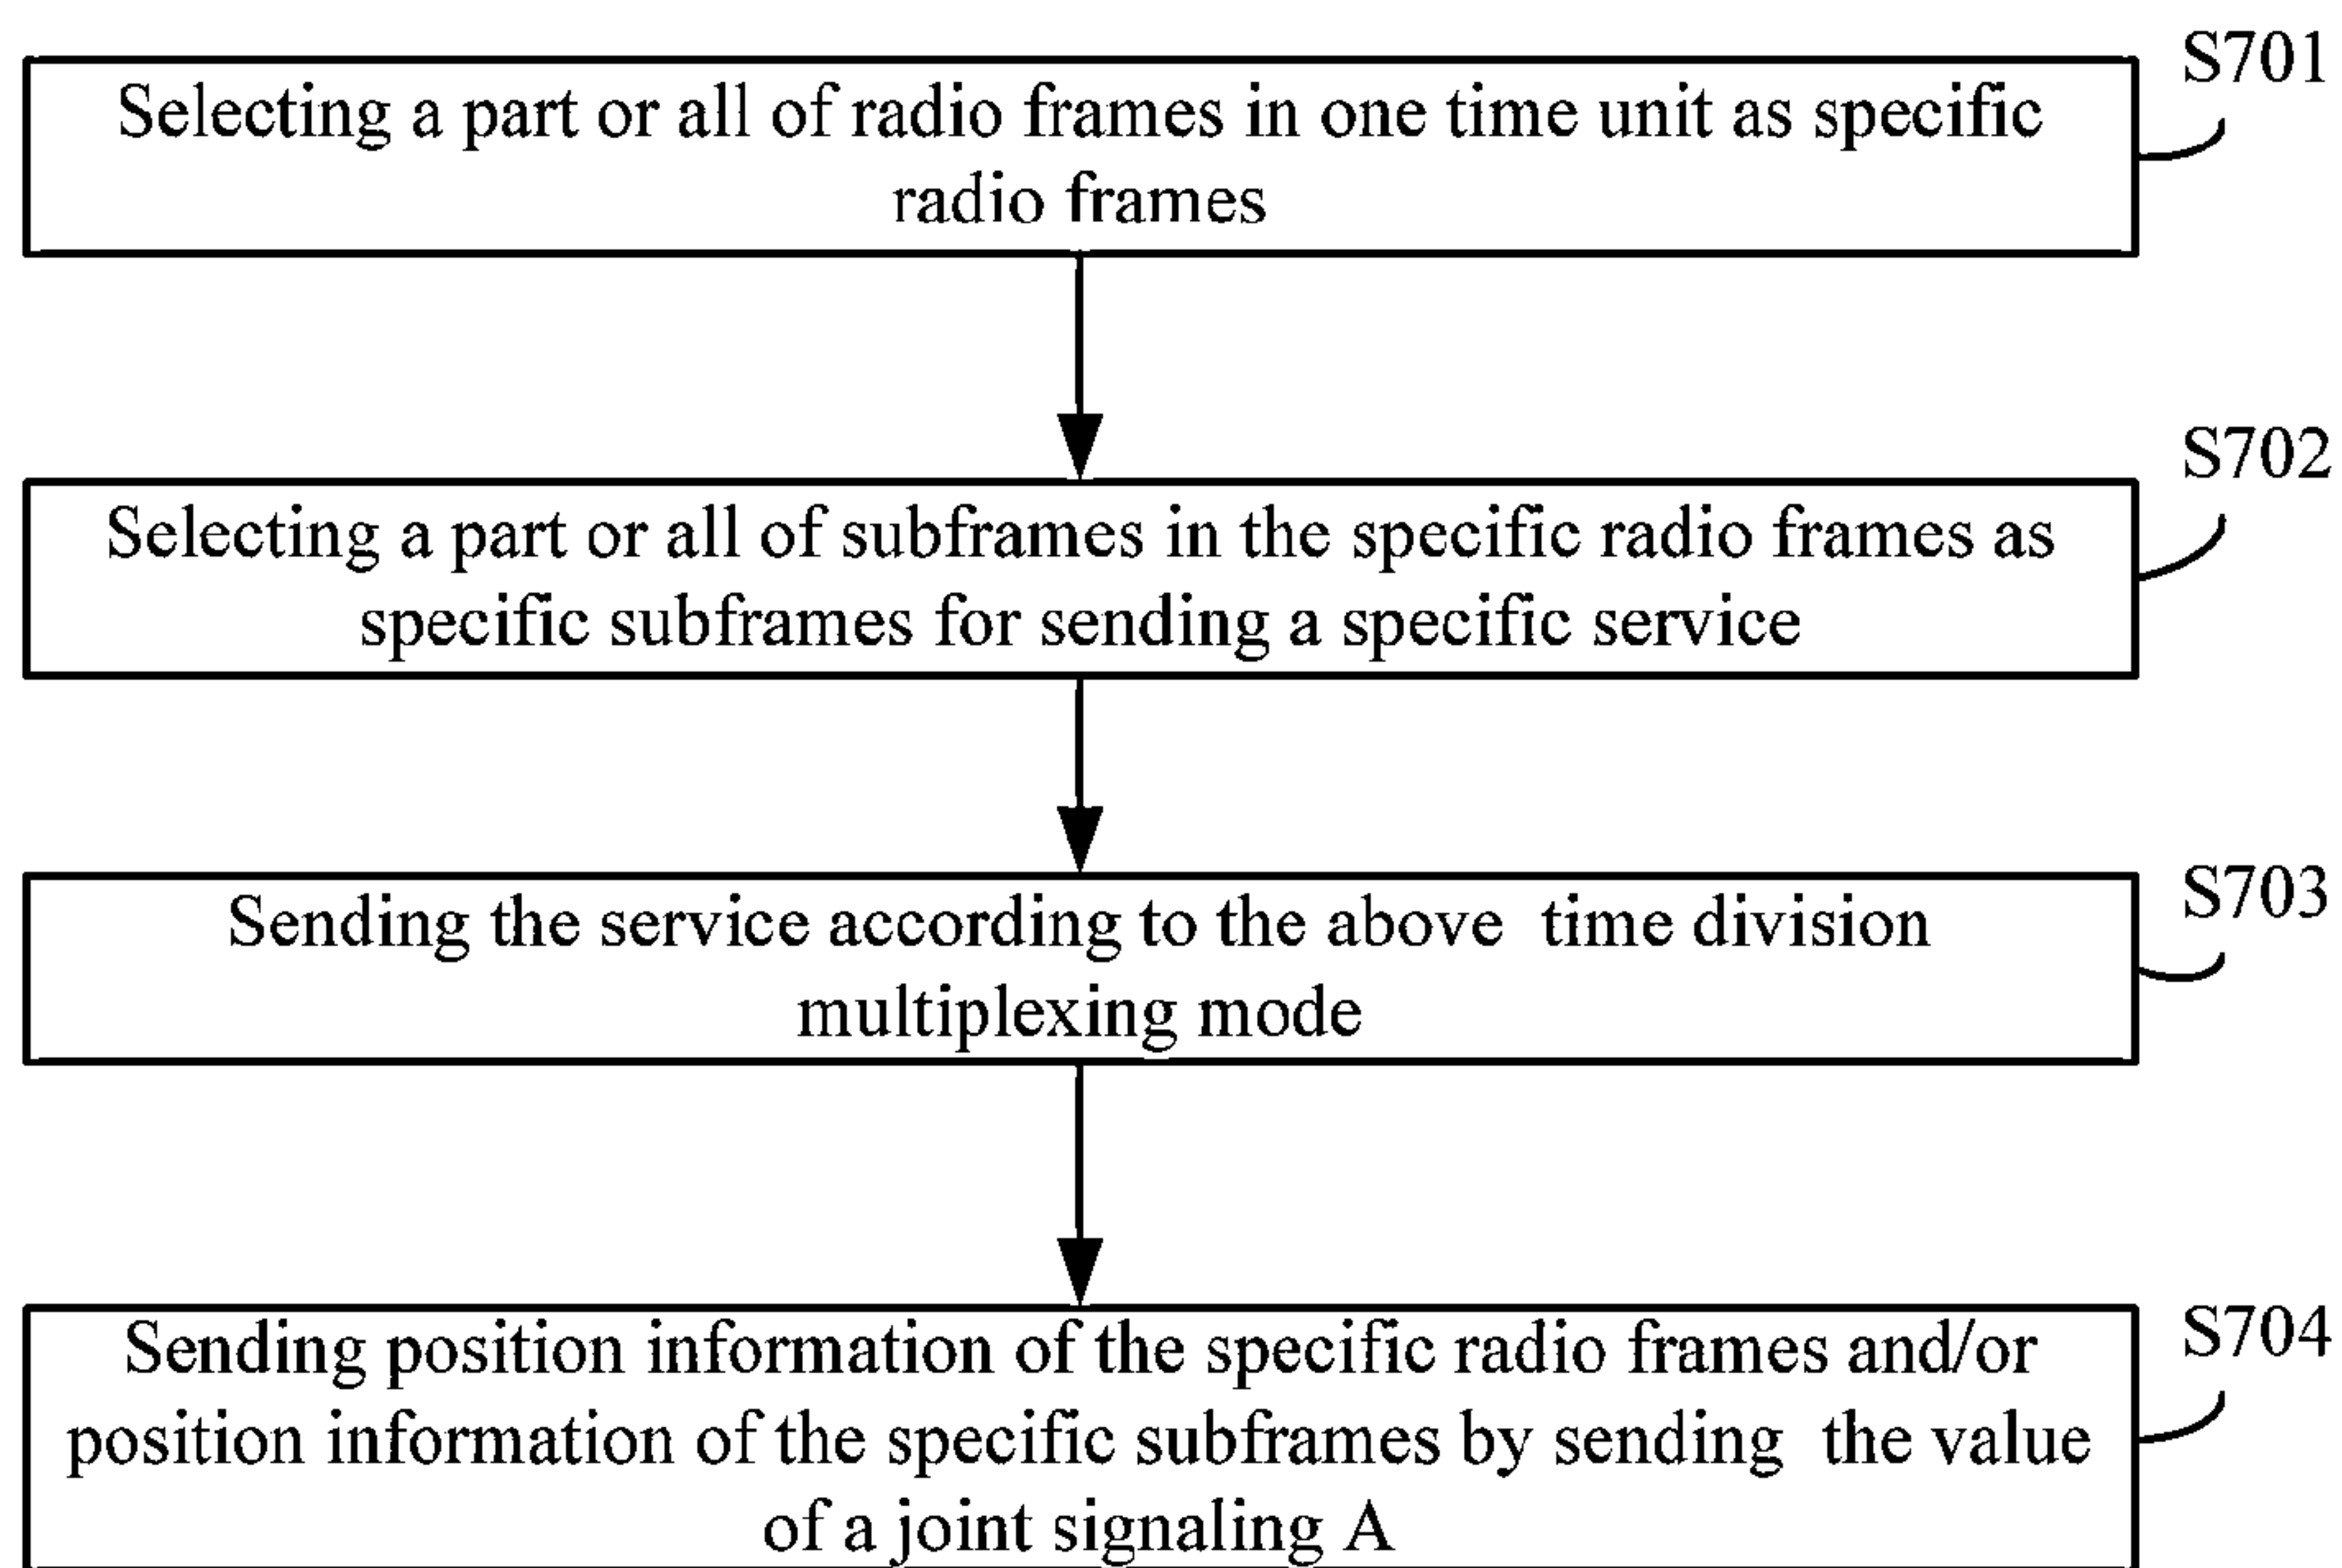 S701
Selecting a part or all of radio frames in one time unit as specific
radio frames
S702
Selecting a part or all of subframes in the specific radio frames as
specific subframes for sending a specific service
S703
Sending the service according to the above time division
multiplexing mode
S704
Sending position information of the specific radio frames and/or
position information of the specific subframes by sending the value
of a joint signaling A